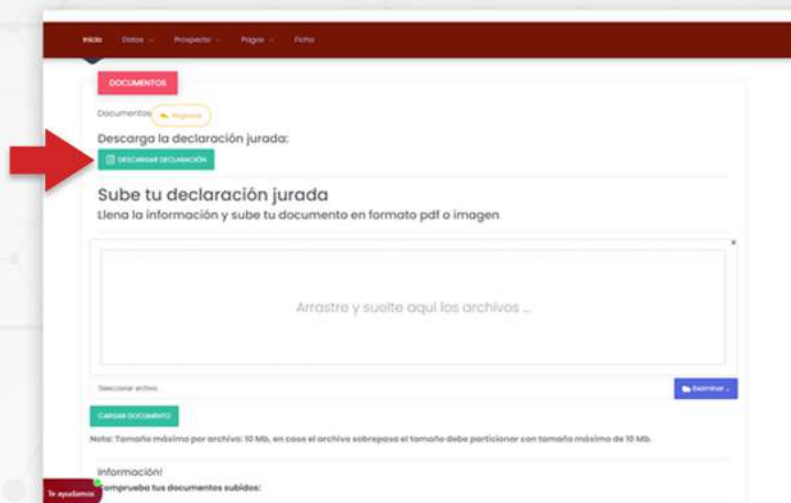 Inicio Datos Prospecto Pagos Ficha
DOCUMENTOS
Documentos Regresar
Descarga la declaración jurada:
DESCARGAR DECLARACIÓN
Sube tu declaración jurada
Llena la información y sube tu documento en formato pdf o imagen
×
Arrastre y suelte aquí los archivos ...
Seleccionar archivo...
Examinar ...
CARGAR DOCUMENTO
Nota: Tamaño máximo por archivo: 10 Mb, en caso el archivo sobrepasa el tamaño debe particionar con tamaño máximo de 10 Mb.
Información!
Comprueba tus documentos subidos:
Te ayudamos